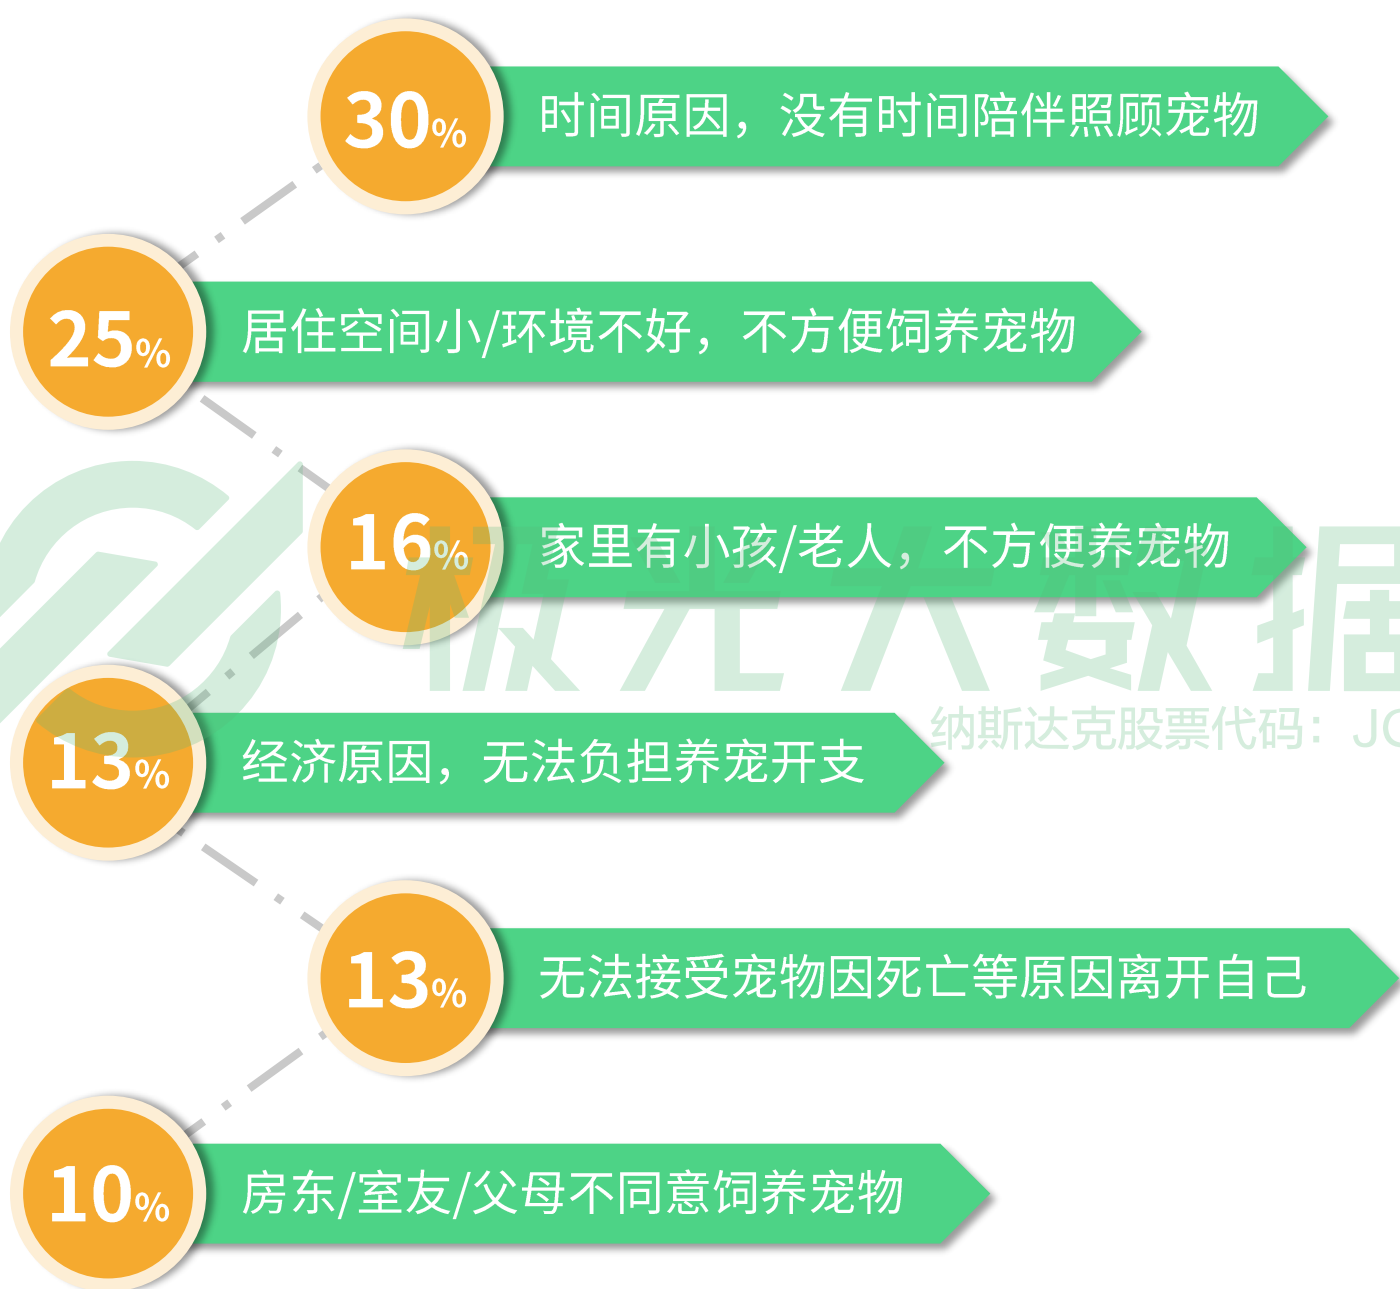 30% 时间原因，没有时间陪伴照顾宠物
25% 居住空间小/环境不好，不方便饲养宠物
16% 家里有小孩/老人，不方便养宠物
极光大数据
纳斯达克股票代码：JG
13% 经济原因，无法负担养宠开支
13% 无法接受宠物因死亡等原因离开自己
10% 房东/室友/父母不同意饲养宠物